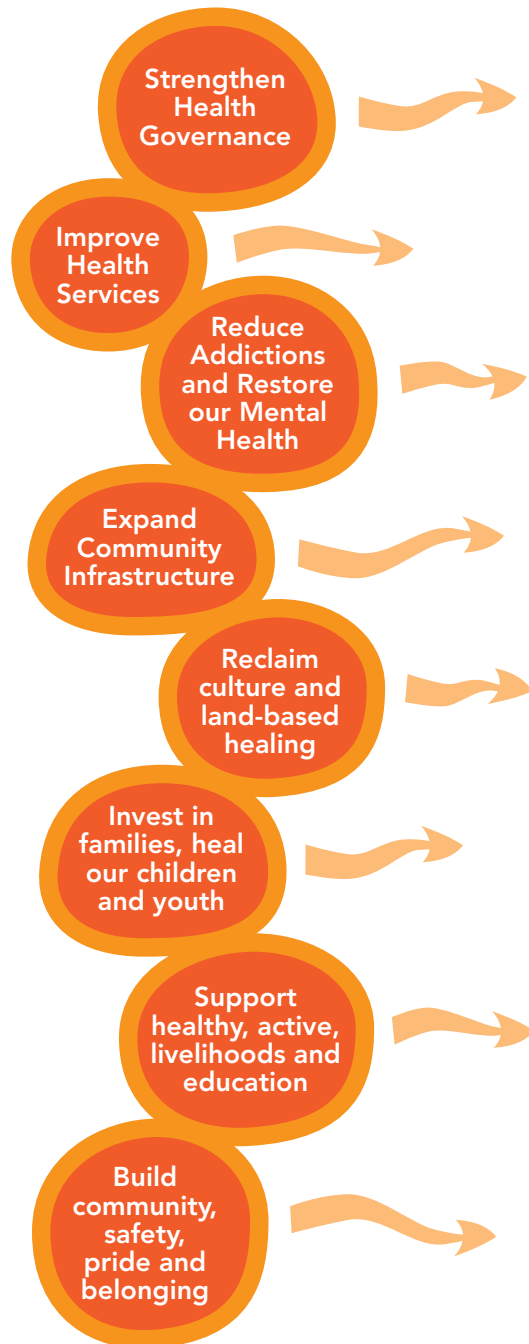 Strengthen
Health
Governance
Improve
Health
Services
Reduce
Addictions
and Restore
our Mental
Health
Expand
Community
Infrastructure
Reclaim
culture and
land-based
healing
Invest in
families, heal
our children
and youth
Support
healthy, active,
livelihoods and
education
Build
community,
safety,
pride and
belonging